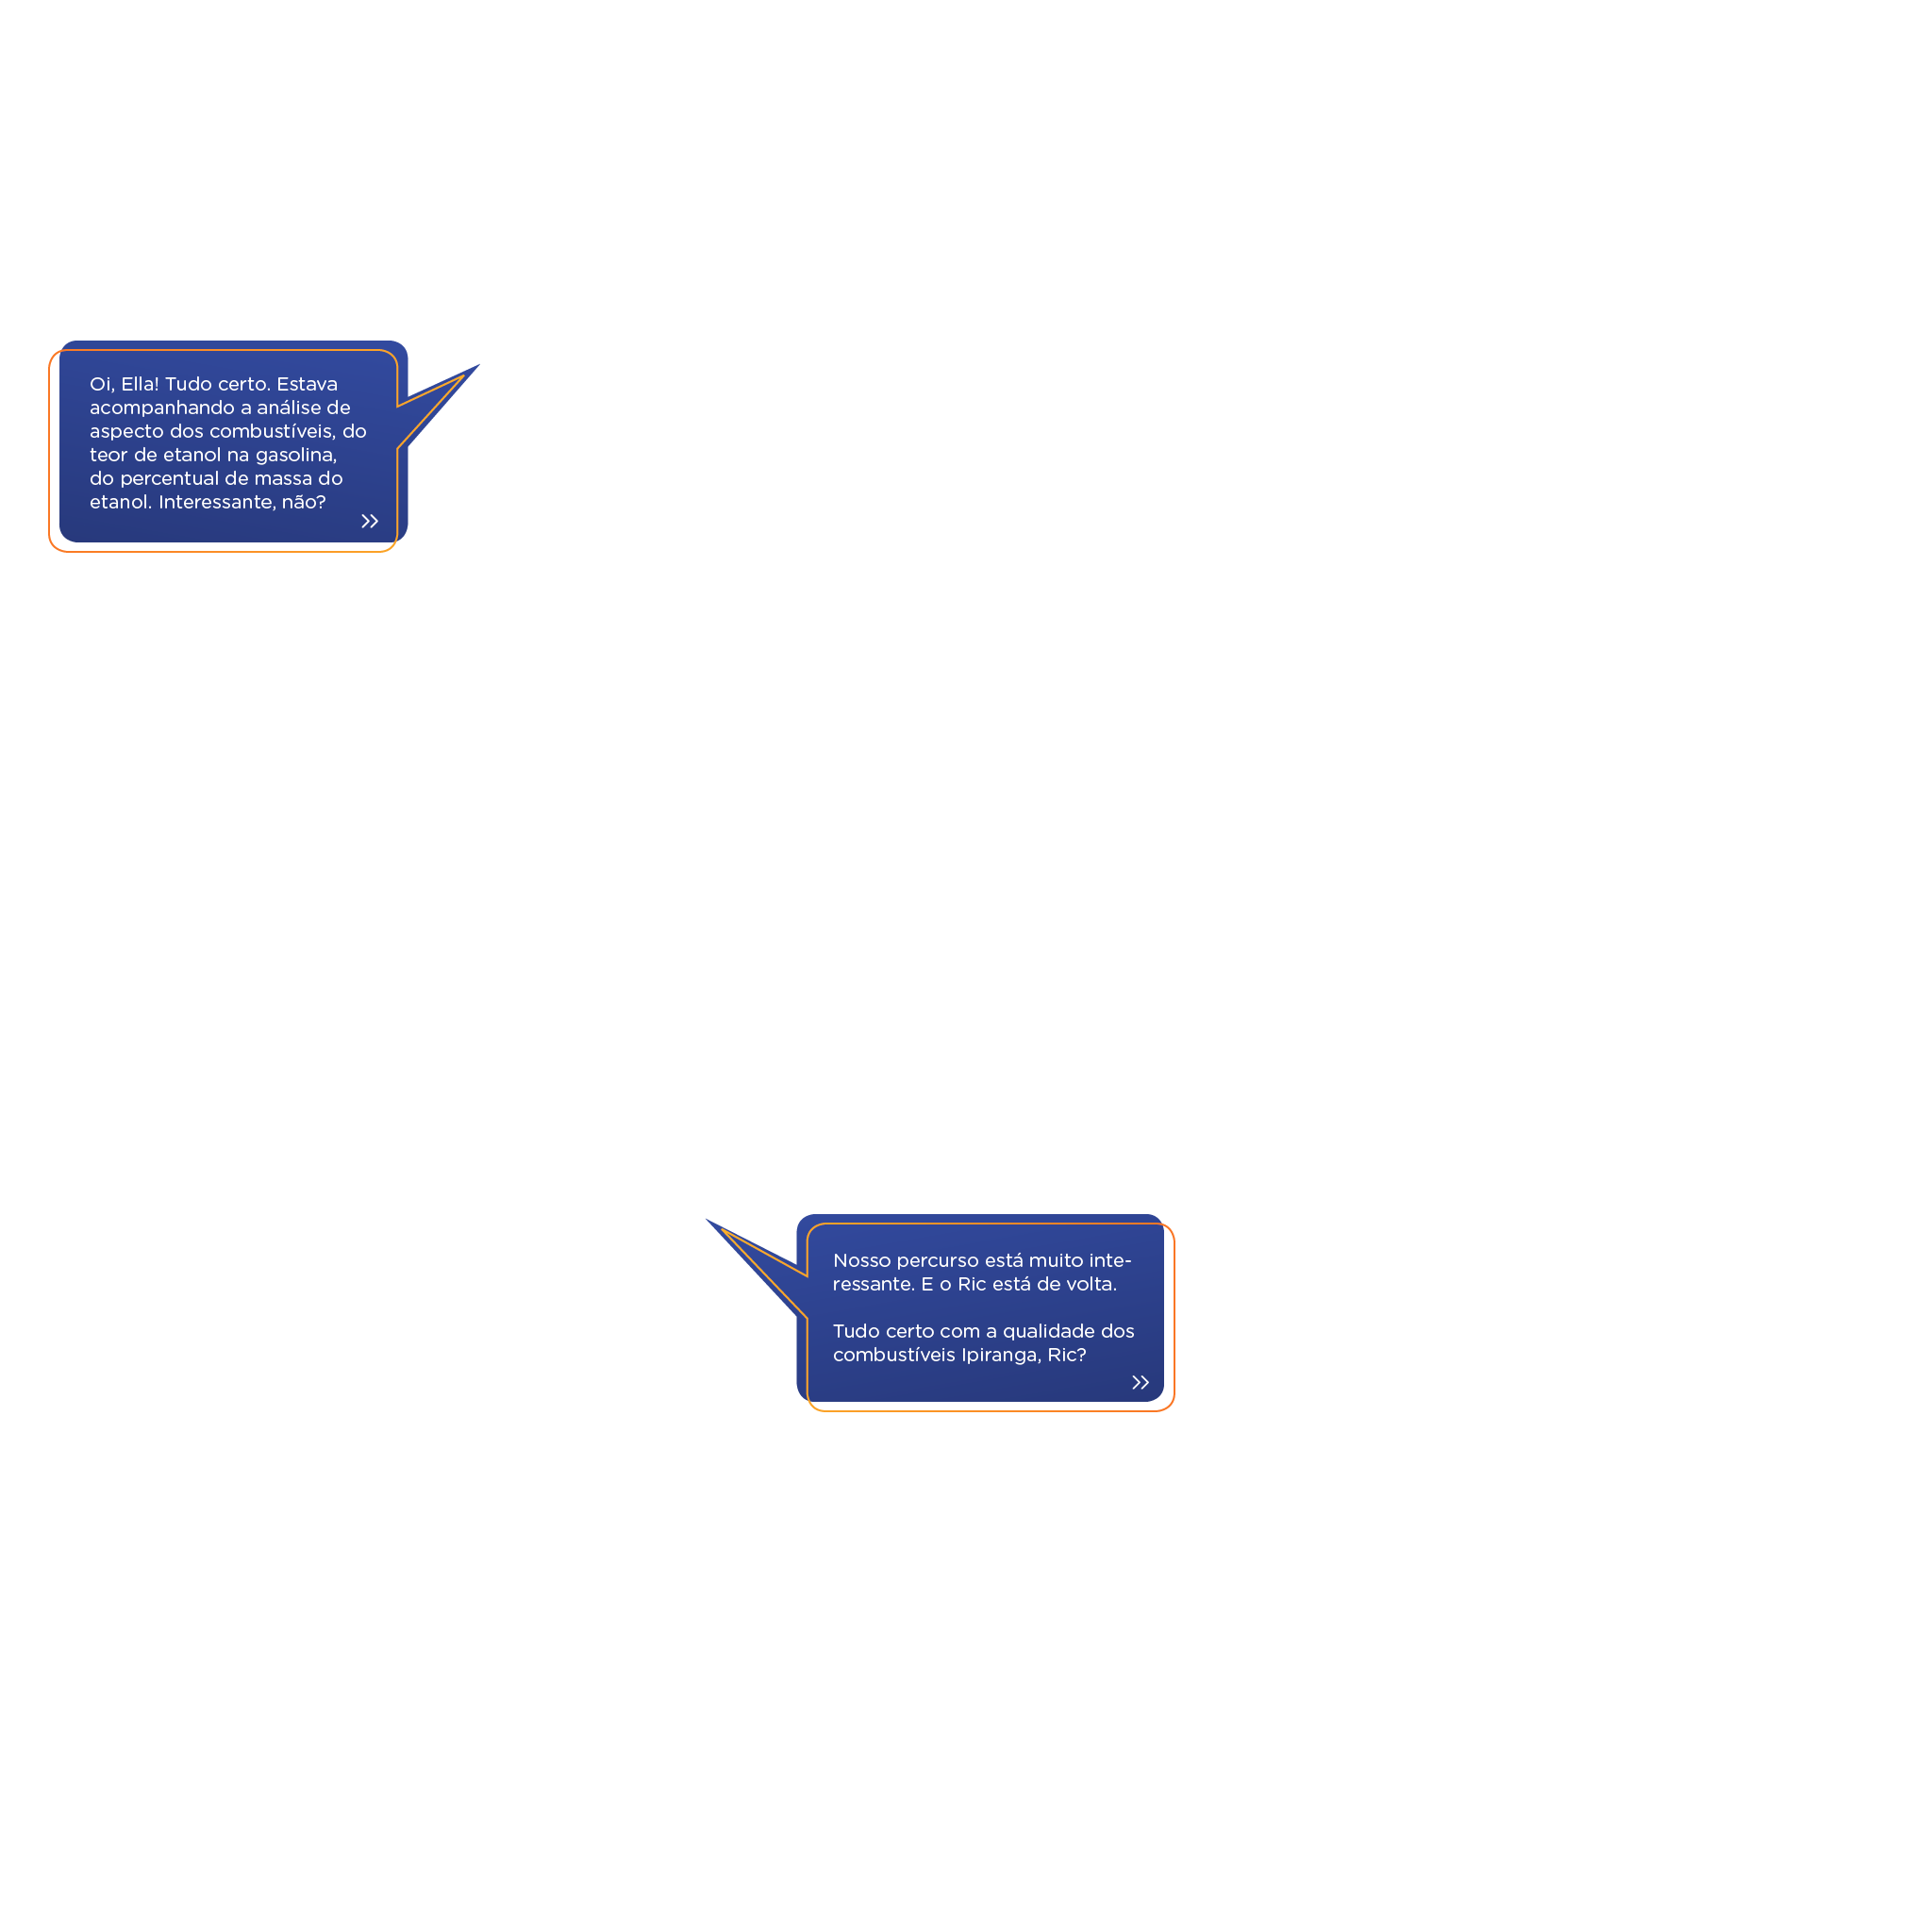 Oi, Ella! Tudo certo. Estava
acompanhando a análise de
aspecto dos combustíveis, do
teor de etanol na gasolina,
do percentual de massa do
etanol. Interessante, não?
Nosso percurso está muito inte-
ressante. E o Ric está de volta.
Tudo certo com a qualidade dos
combustíveis Ipiranga, Ric?